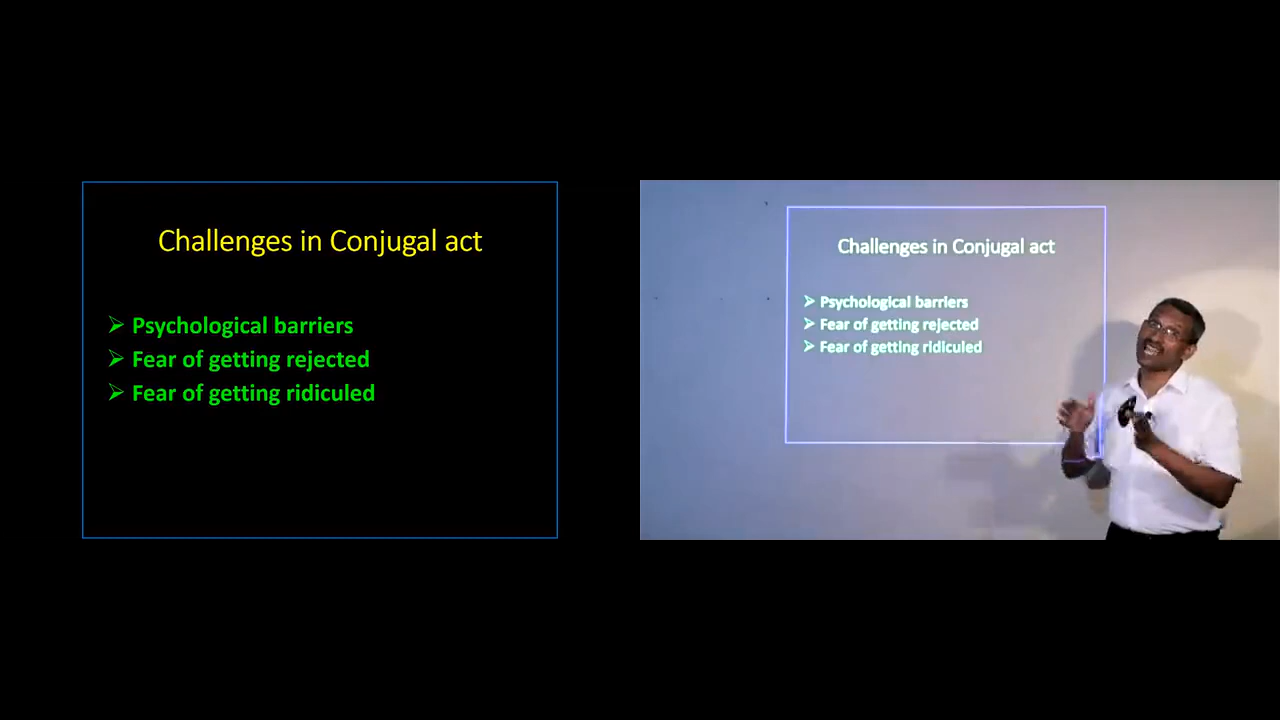 Challenges in Conjugal act
➢ Psychological barriers
➢ Fear of getting rejected
➢ Fear of getting ridiculed
Challenges in Conjugal act
➢ Psychological barriers
➢ Fear of getting rejected
➢ Fear of getting ridiculed